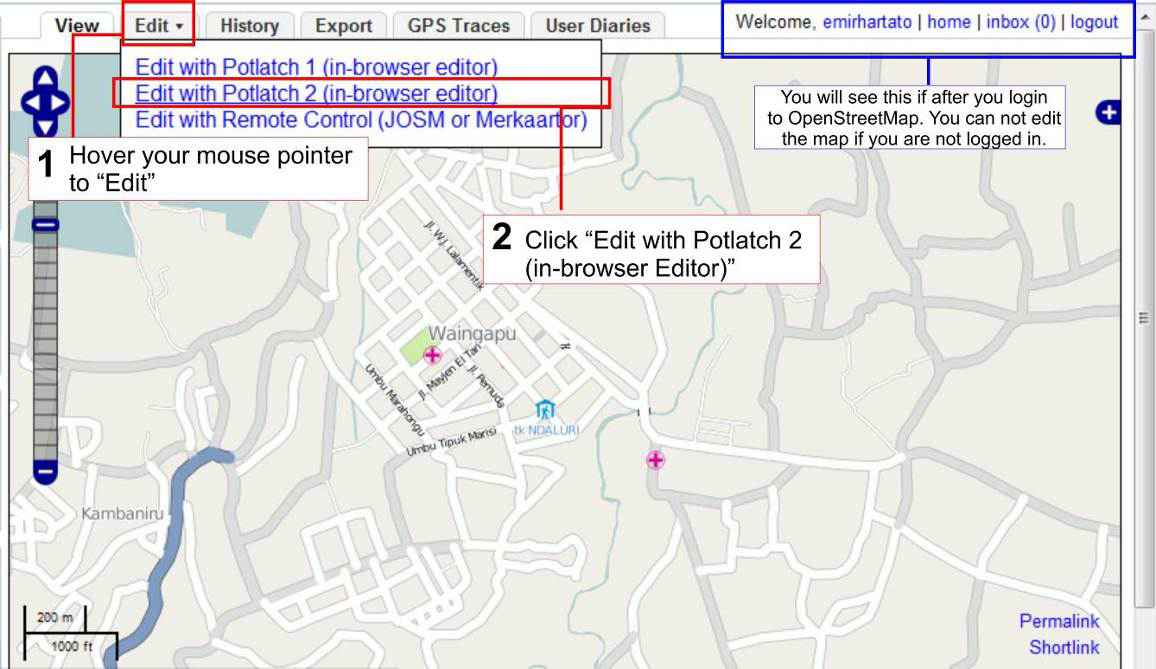 View
Edit
History
Export
GPS Traces
User Diaries
Welcome, emirhartato | home | inbox (0) | logout
Edit with Potlatch 1 (in-browser editor)
Edit with Potlatch 2 (in-browser editor)
Edit with Remote Control (JOSM or Merkaartor)
You will see this if after you login
to OpenStreetMap. You can not edit
the map if you are not logged in.
1 Hover your mouse pointer
to “Edit”
2 Click “Edit with Potlatch 2
(in-browser Editor)”
Jl. W.J. Lalamentik
Waingapu
Jl. Mayjen El Tari
Jl. Pemuda
Umbu Marahongu
Umbu Tipuk Marisi
tk NDALURI
Kambaniru
200 m
1000 ft
Permalink
Shortlink